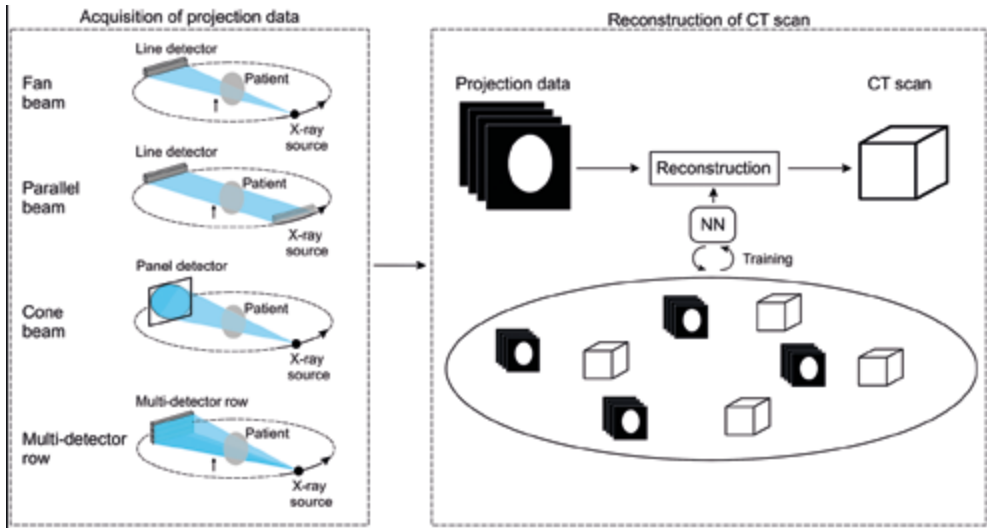 Acquisition of projection data
Fan
beam
Line detector
Patient
X-ray
source
Parallel
beam
Line detector
Patient
X-ray
source
Cone
beam
Panel detector
Patient
X-ray
source
Multi-detector
row
Multi-detector row
Patient
X-ray
source
Reconstruction of CT scan
Projection data
CT scan
Reconstruction
NN
Training